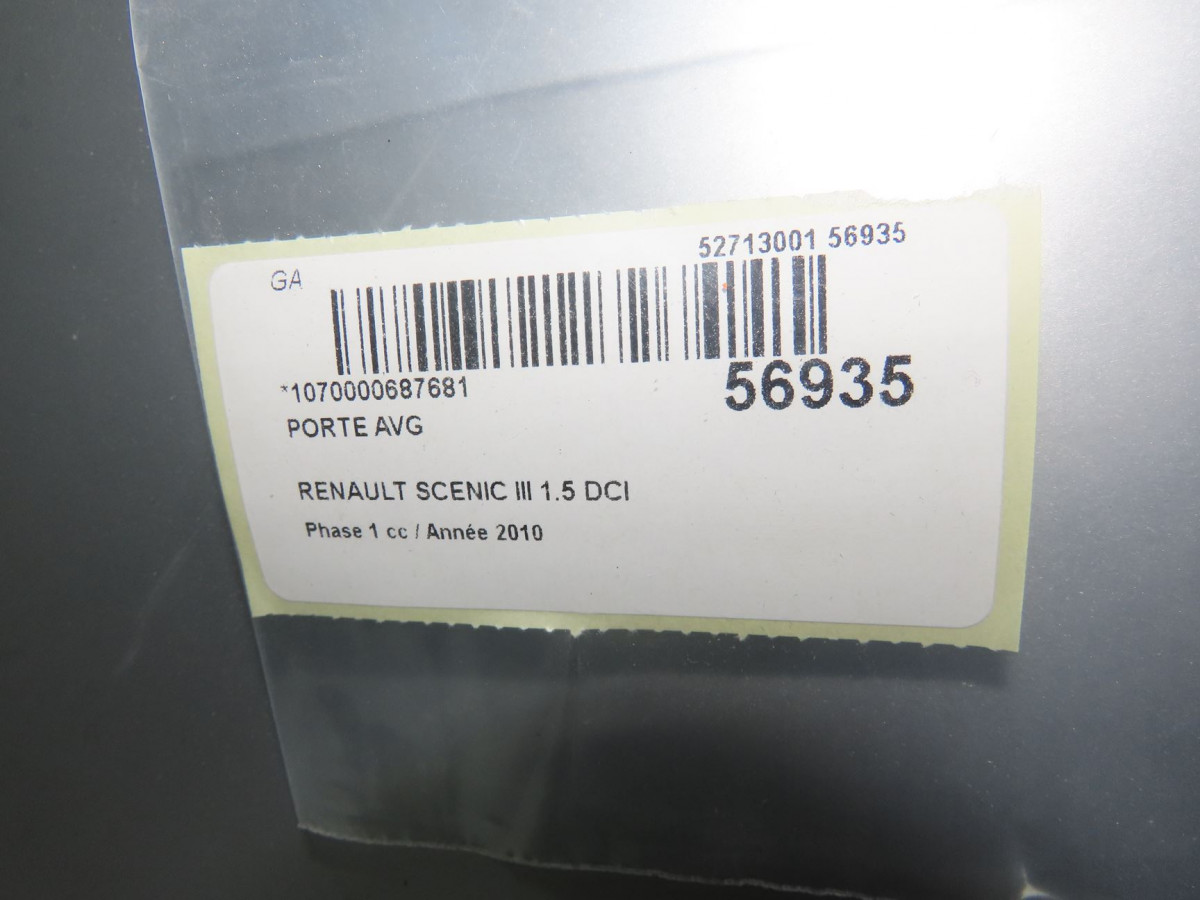 52713001 56935
GA
*1070000687681
56935
PORTE AVG
RENAULT SCENIC III 1.5 DCI
Phase 1 cc / Année 2010